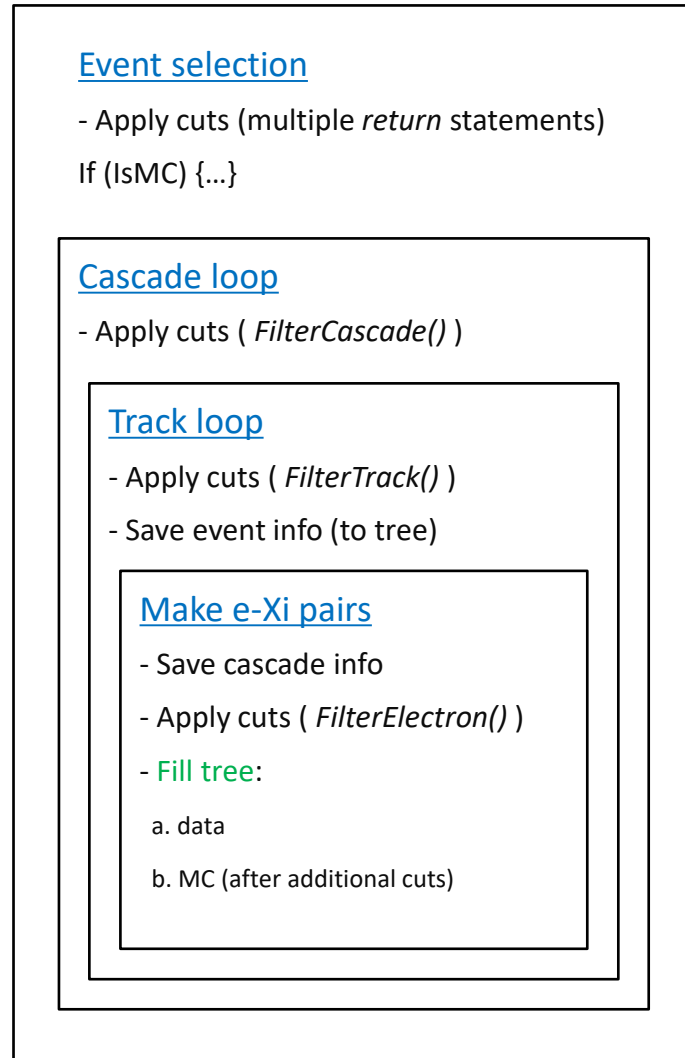 Event selection
- Apply cuts (multiple return statements)
If (IsMC) {…}
Cascade loop
- Apply cuts ( FilterCascade() )
Track loop
- Apply cuts ( FilterTrack() )
- Save event info (to tree)
Make e-Xi pairs
- Save cascade info
- Apply cuts ( FilterElectron() )
- Fill tree:
a. data
b. MC (after additional cuts)